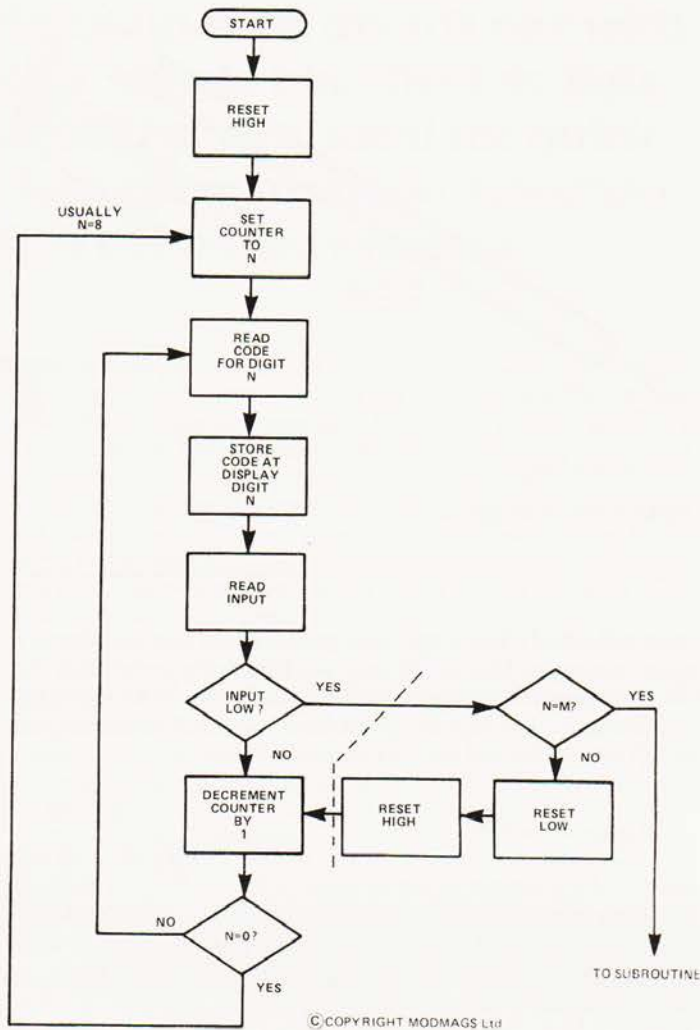 START
RESET
HIGH
USUALLY
N=8
SET
COUNTER
TO
N
READ
CODE
FOR DIGIT
N
STORE
CODE AT
DISPLAY
DIGIT
N
READ
INPUT
INPUT
LOW?
YES
N=M?
YES
NO
NO
DECREMENT
COUNTER
BY
1
RESET
HIGH
RESET
LOW
NO
N=0?
YES
TO SUBROUTINE
©COPYRIGHT MODMAGS Ltd